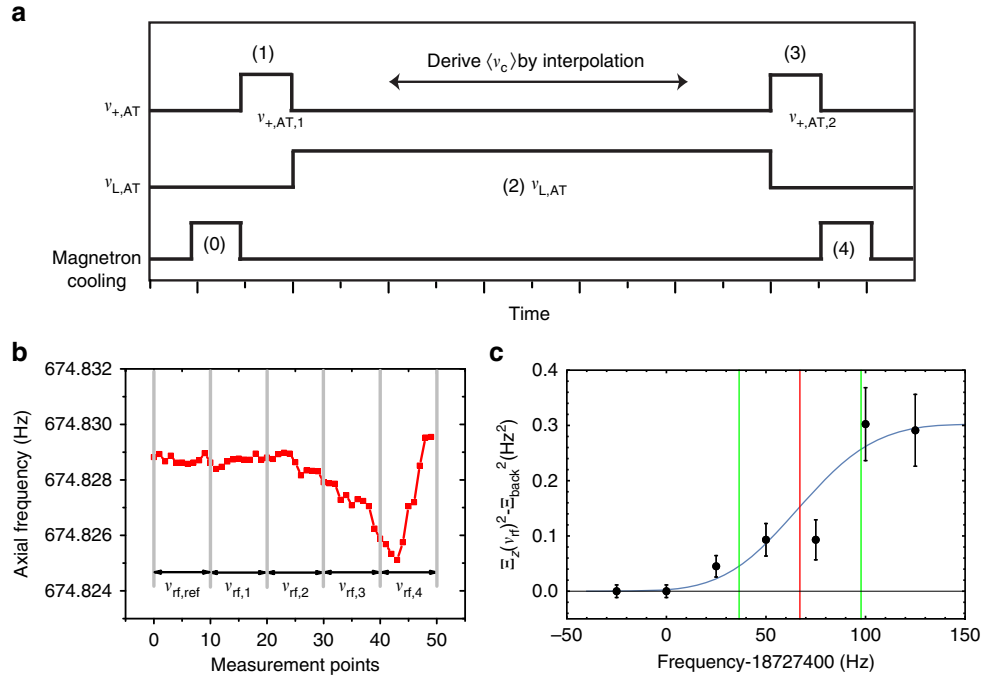 a
(1)
(3)
Derive ⟨ν_c⟩ by interpolation
ν_+,AT
ν_+,AT,1
ν_+,AT,2
ν_L,AT
(2) ν_L,AT
(0)
(4)
Magnetron
cooling
Time
b
674.832
674.830
674.828
674.826
674.824
Axial frequency (Hz)
ν_rf,ref
ν_rf,1
ν_rf,2
ν_rf,3
ν_rf,4
0
10
20
30
40
50
Measurement points
c
0.4
0.3
0.2
0.1
0.0
Ξ_z(ν_rf)^2-Ξ_back^2(Hz^2)
−50
0
50
100
150
Frequency-18727400 (Hz)